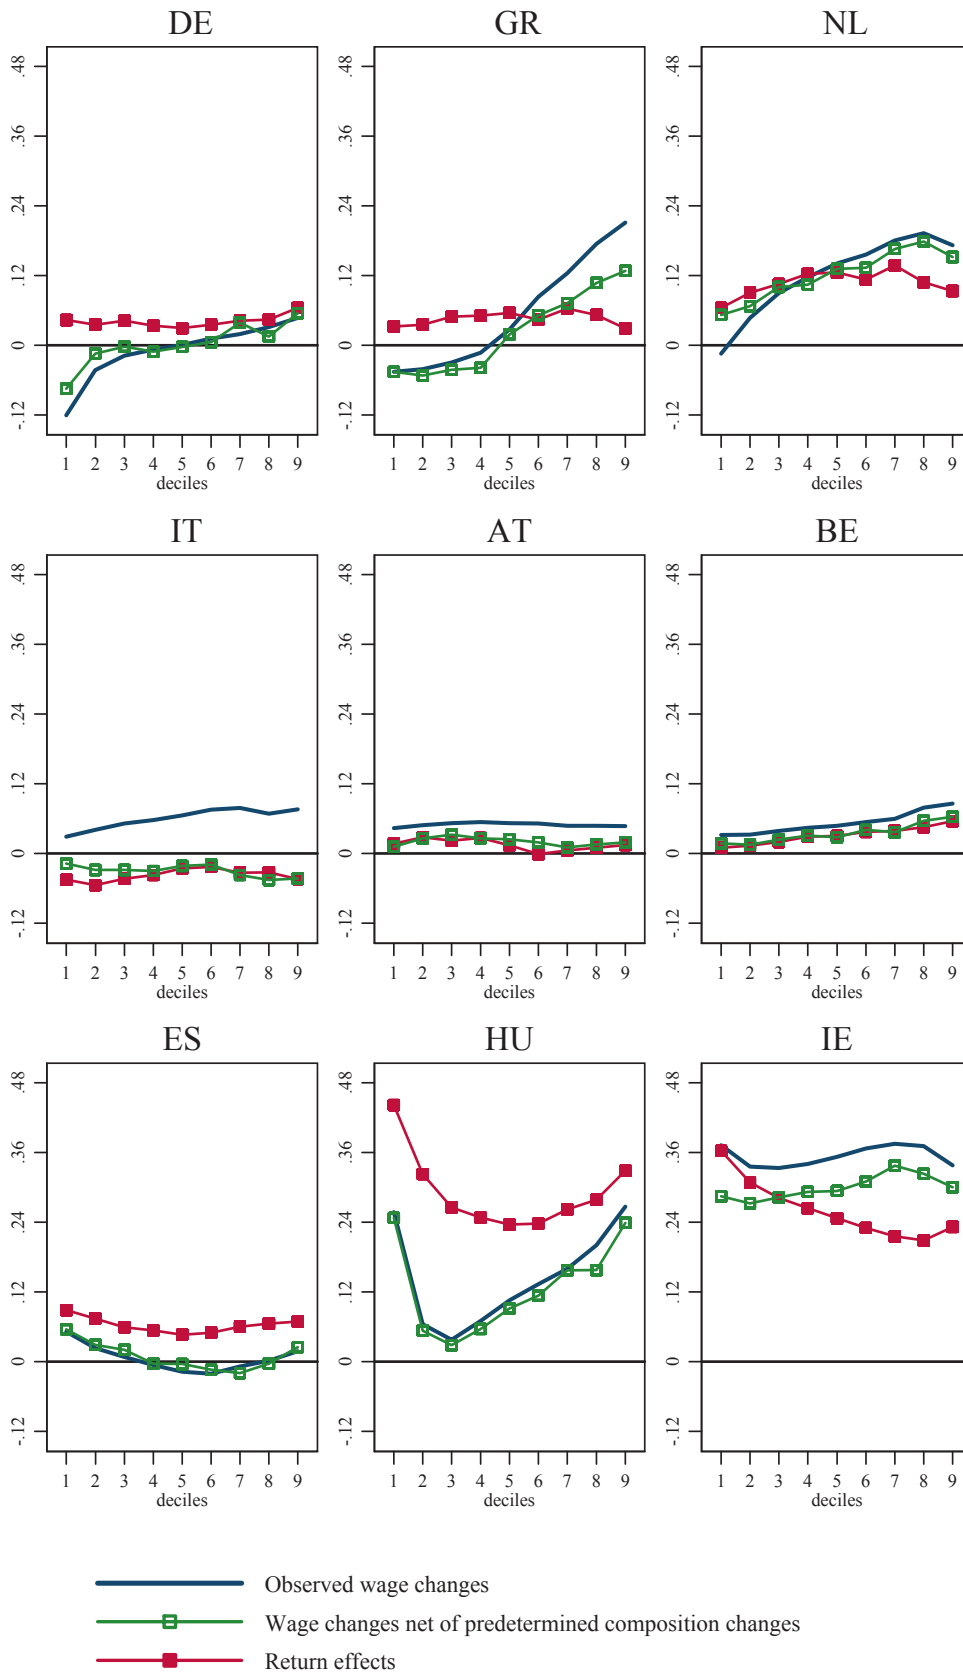 DE GR NL
.48 .48 .48
.36 .36 .36
.24 .24 .24
.12 .12 .12
0 0 0
-.12 -.12 -.12
1 2 3 4 5 6 7 8 9 1 2 3 4 5 6 7 8 9 1 2 3 4 5 6 7 8 9
deciles deciles deciles
IT AT BE
.48 .48 .48
.36 .36 .36
.24 .24 .24
.12 .12 .12
0 0 0
-.12 -.12 -.12
1 2 3 4 5 6 7 8 9 1 2 3 4 5 6 7 8 9 1 2 3 4 5 6 7 8 9
deciles deciles deciles
ES HU IE
.48 .48 .48
.36 .36 .36
.24 .24 .24
.12 .12 .12
0 0 0
-.12 -.12 -.12
1 2 3 4 5 6 7 8 9 1 2 3 4 5 6 7 8 9 1 2 3 4 5 6 7 8 9
deciles deciles deciles
Observed wage changes
Wage changes net of predetermined composition changes
Return effects